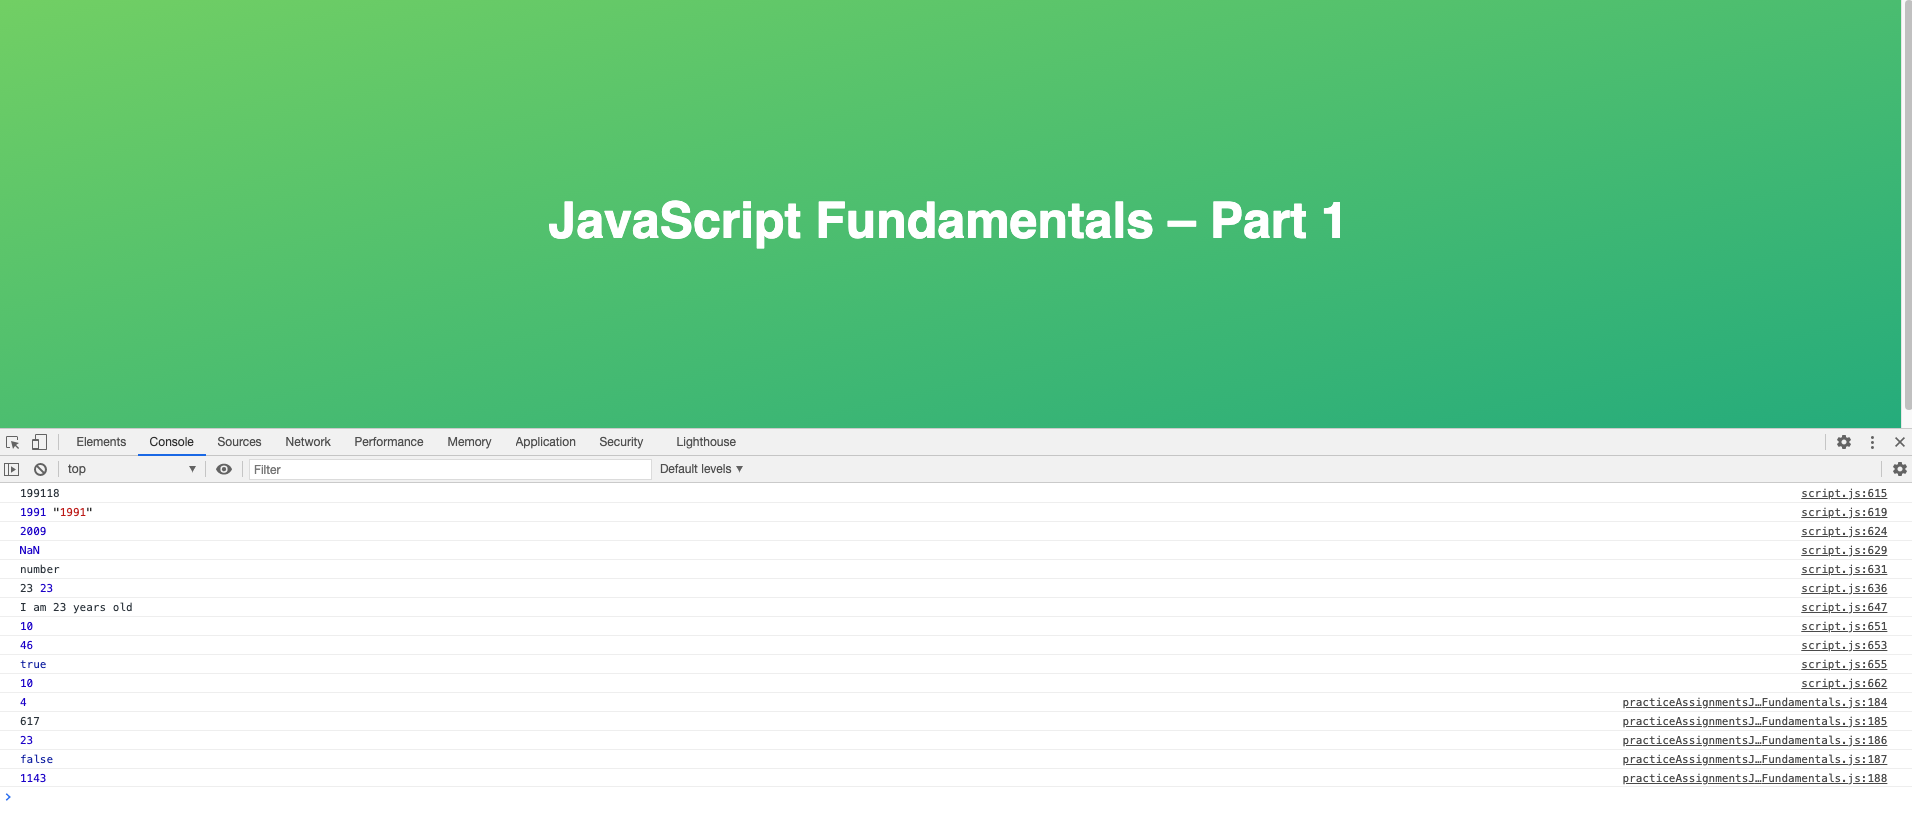 JavaScript Fundamentals – Part 1
Elements Console Sources Network Performance Memory Application Security Lighthouse
top Filter Default levels
199118 script.js:615
1991 "1991" script.js:619
2009 script.js:624
NaN script.js:629
number script.js:631
23 23 script.js:636
I am 23 years old script.js:647
10 script.js:651
46 script.js:653
true script.js:655
10 script.js:662
4 practiceAssignmentsJ…Fundamentals.js:184
617 practiceAssignmentsJ…Fundamentals.js:185
23 practiceAssignmentsJ…Fundamentals.js:186
false practiceAssignmentsJ…Fundamentals.js:187
1143 practiceAssignmentsJ…Fundamentals.js:188